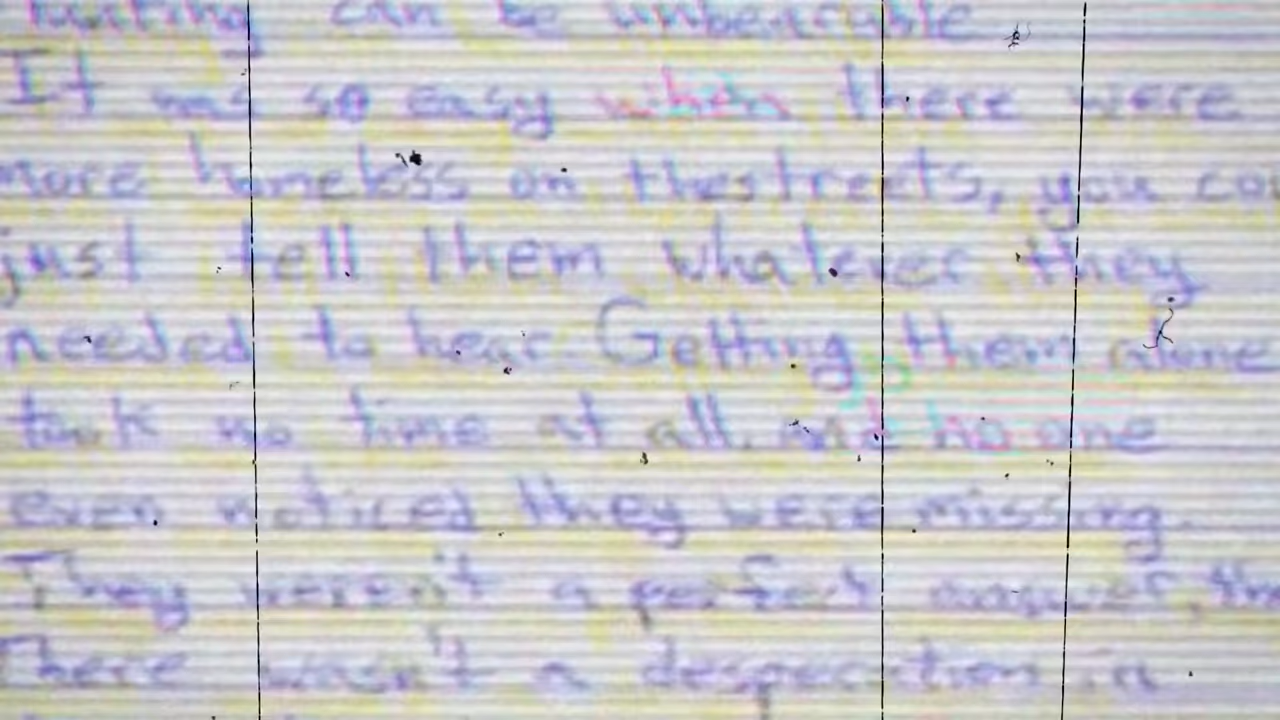 can be unbearable
It was so easy when there were
more homeless on the streets, you
just tell them whatever they
needed to hear Getting them alone
took no time at all, and no one
even noticed they were missing.
They weren't a perfect answer,
There wasn't a desperation in